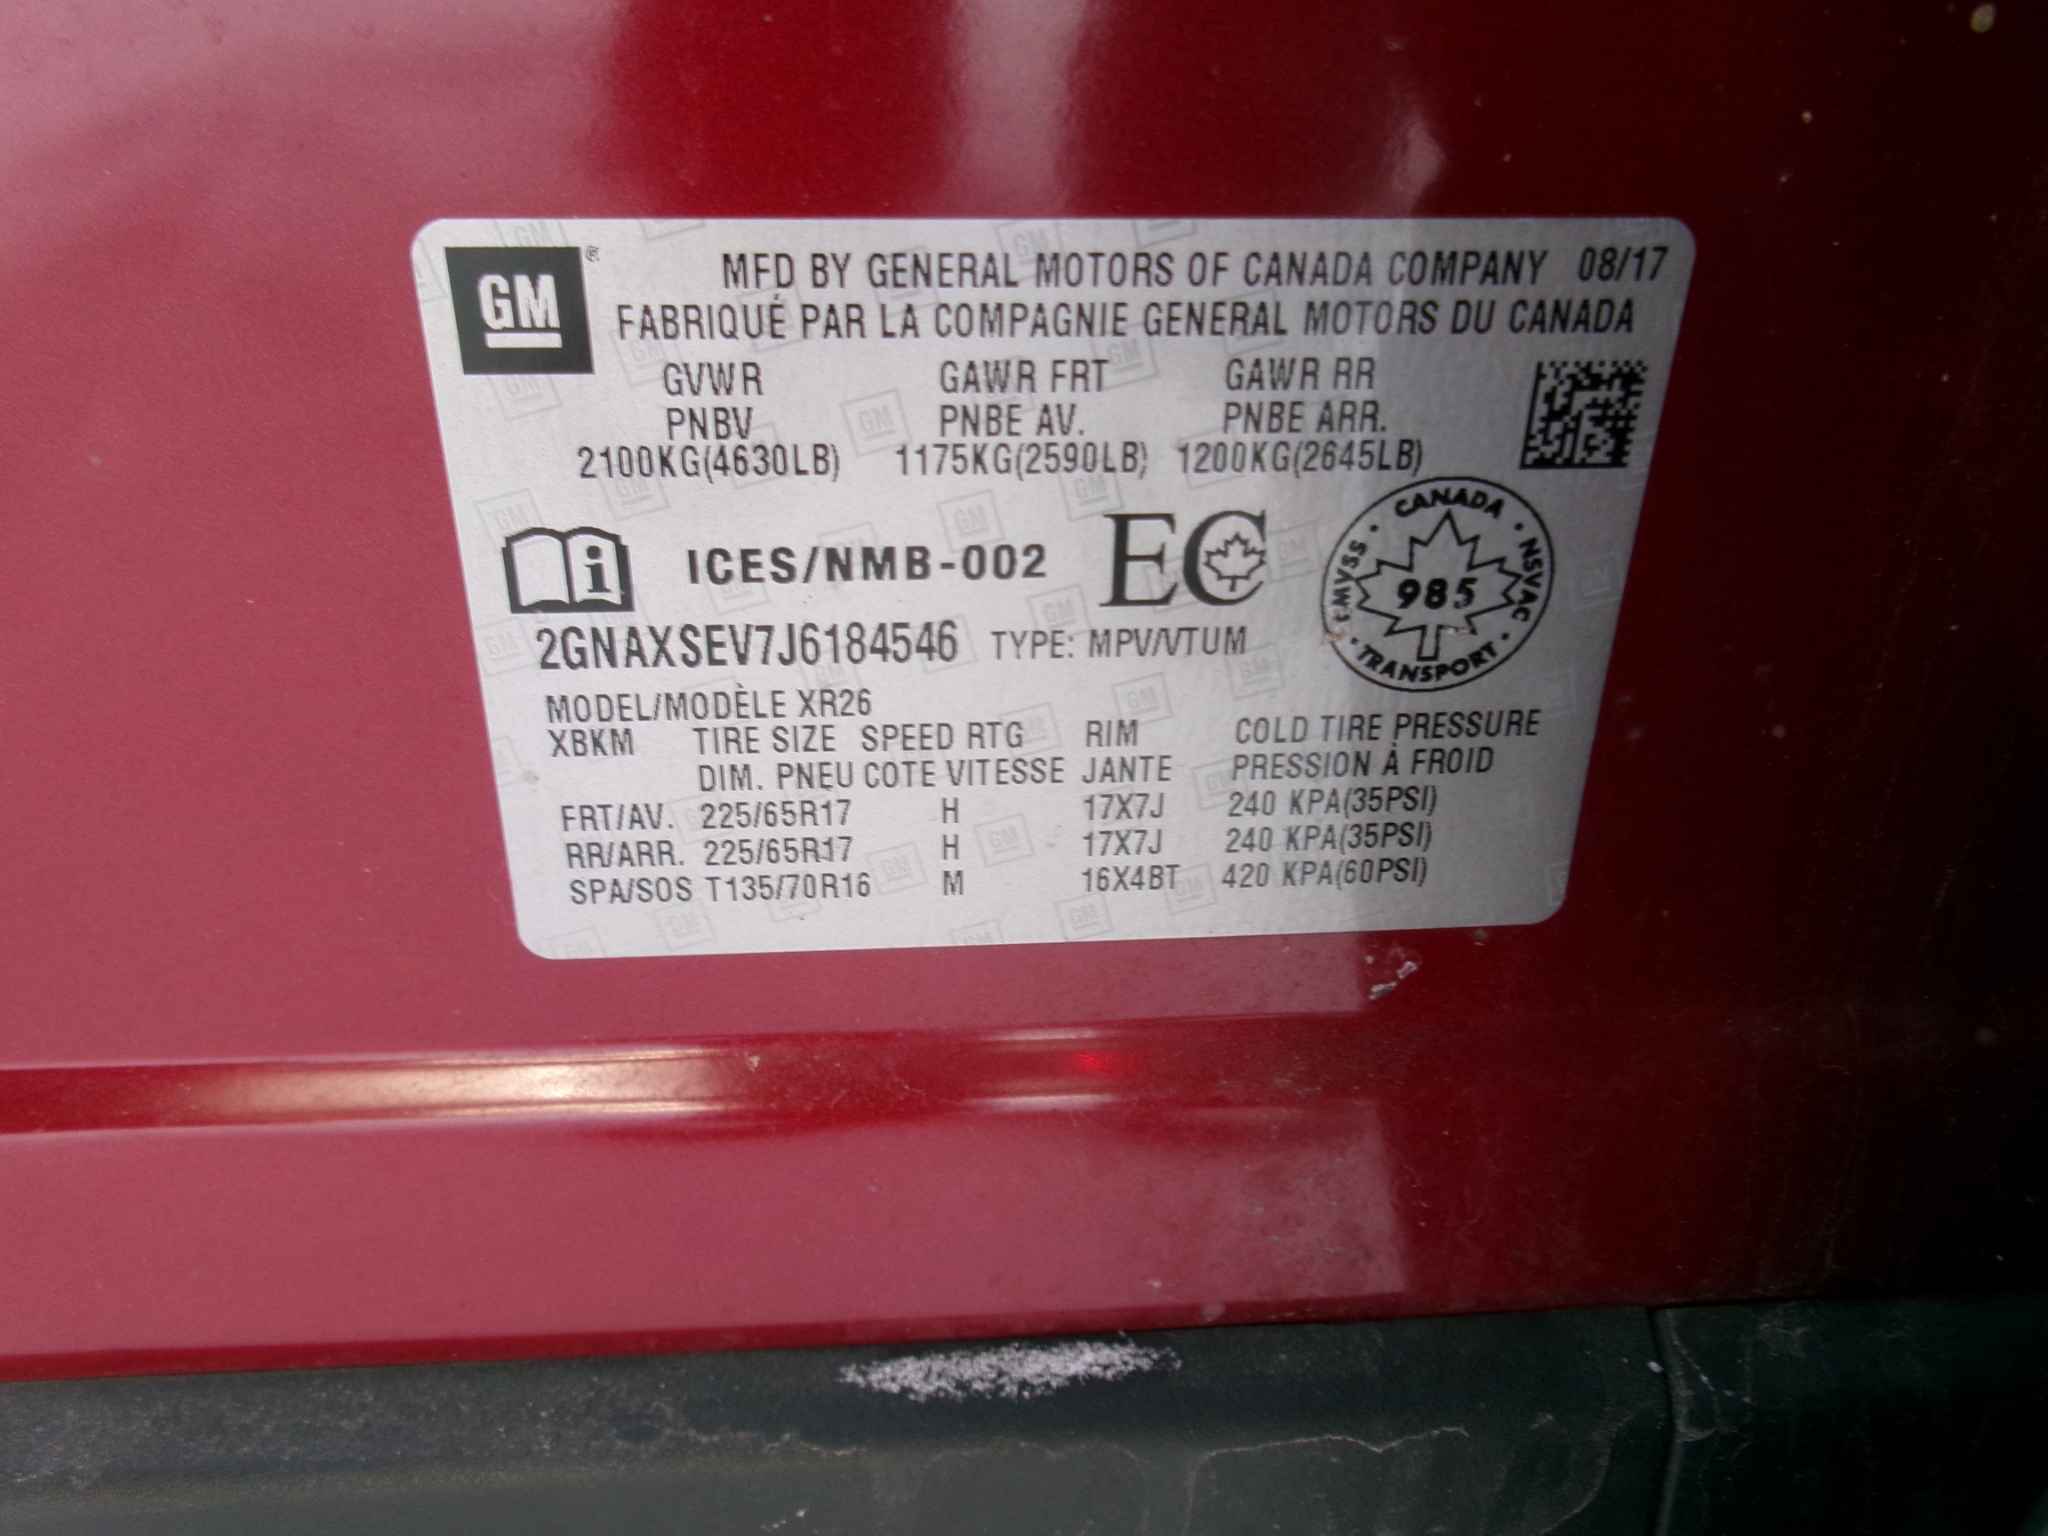 GM®
MFD BY GENERAL MOTORS OF CANADA COMPANY 08/17
FABRIQUÉ PAR LA COMPAGNIE GENERAL MOTORS DU CANADA
GVWR GAWR FRT GAWR RR
PNBV PNBE AV. PNBE ARR.
2100KG(4630LB) 1175KG(2590LB) 1200KG(2645LB)
i ICES/NMB-002 EC
CANADA · NSVAC · TRANSPORT · CMVSS ·
985
2GNAXSEV7J6184546 TYPE: MPV/VTUM
MODEL/MODÈLE XR26
XBKM TIRE SIZE SPEED RTG RIM COLD TIRE PRESSURE
DIM. PNEU COTE VITESSE JANTE PRESSION À FROID
FRT/AV. 225/65R17 H 17X7J 240 KPA(35PSI)
RR/ARR. 225/65R17 H 17X7J 240 KPA(35PSI)
SPA/SOS T135/70R16 M 16X4BT 420 KPA(60PSI)